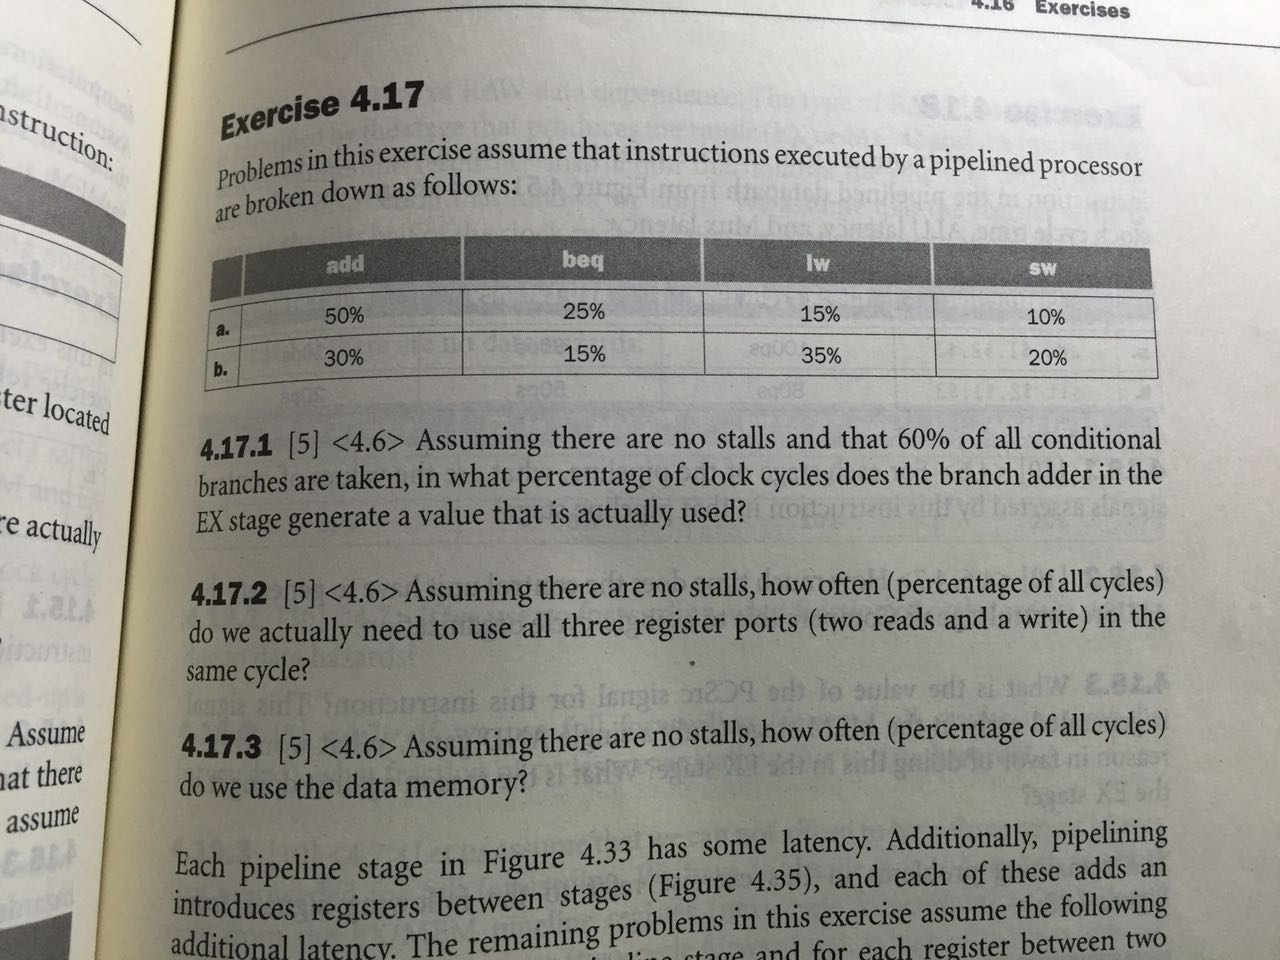 4.16 Exercises
Exercise 4.17
Problems in this exercise assume that instructions executed by a pipelined processor
are broken down as follows:
add beq lw sw
a. 50% 25% 15% 10%
b. 30% 15% 35% 20%
4.17.1 [5] <4.6> Assuming there are no stalls and that 60% of all conditional
branches are taken, in what percentage of clock cycles does the branch adder in the
EX stage generate a value that is actually used?
4.17.2 [5] <4.6> Assuming there are no stalls, how often (percentage of all cycles)
do we actually need to use all three register ports (two reads and a write) in the
same cycle?
4.17.3 [5] <4.6> Assuming there are no stalls, how often (percentage of all cycles)
do we use the data memory?
Each pipeline stage in Figure 4.33 has some latency. Additionally, pipelining
introduces registers between stages (Figure 4.35), and each of these adds an
additional latency. The remaining problems in this exercise assume the following
stage and for each register between two
struction:
ter located
re actually
Assume
hat there
assume